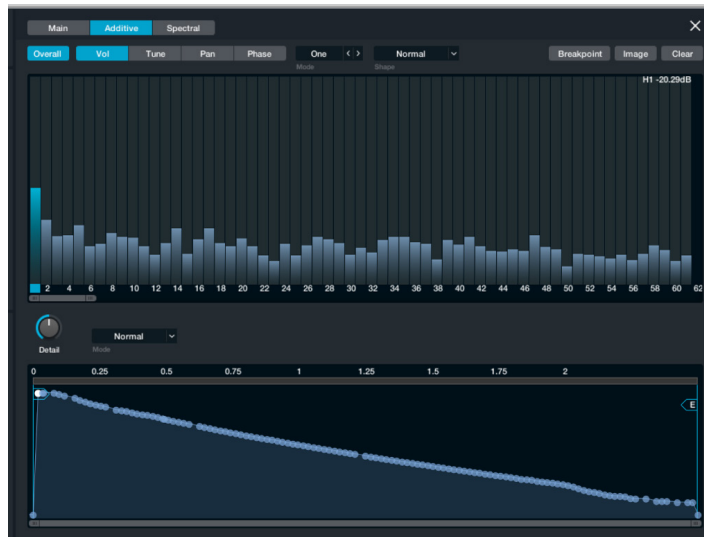 Main Additive Spectral
Overall Vol Tune Pan Phase One Normal Breakpoint Image Clear
Mode Shape
H1 -20.29dB
2 4 6 8 10 12 14 16 18 20 22 24 26 28 30 32 34 36 38 40 42 44 46 48 50 52 54 56 58 60 62
Normal
Detail Mode
0 0.25 0.5 0.75 1 1.25 1.5 1.75 2
E